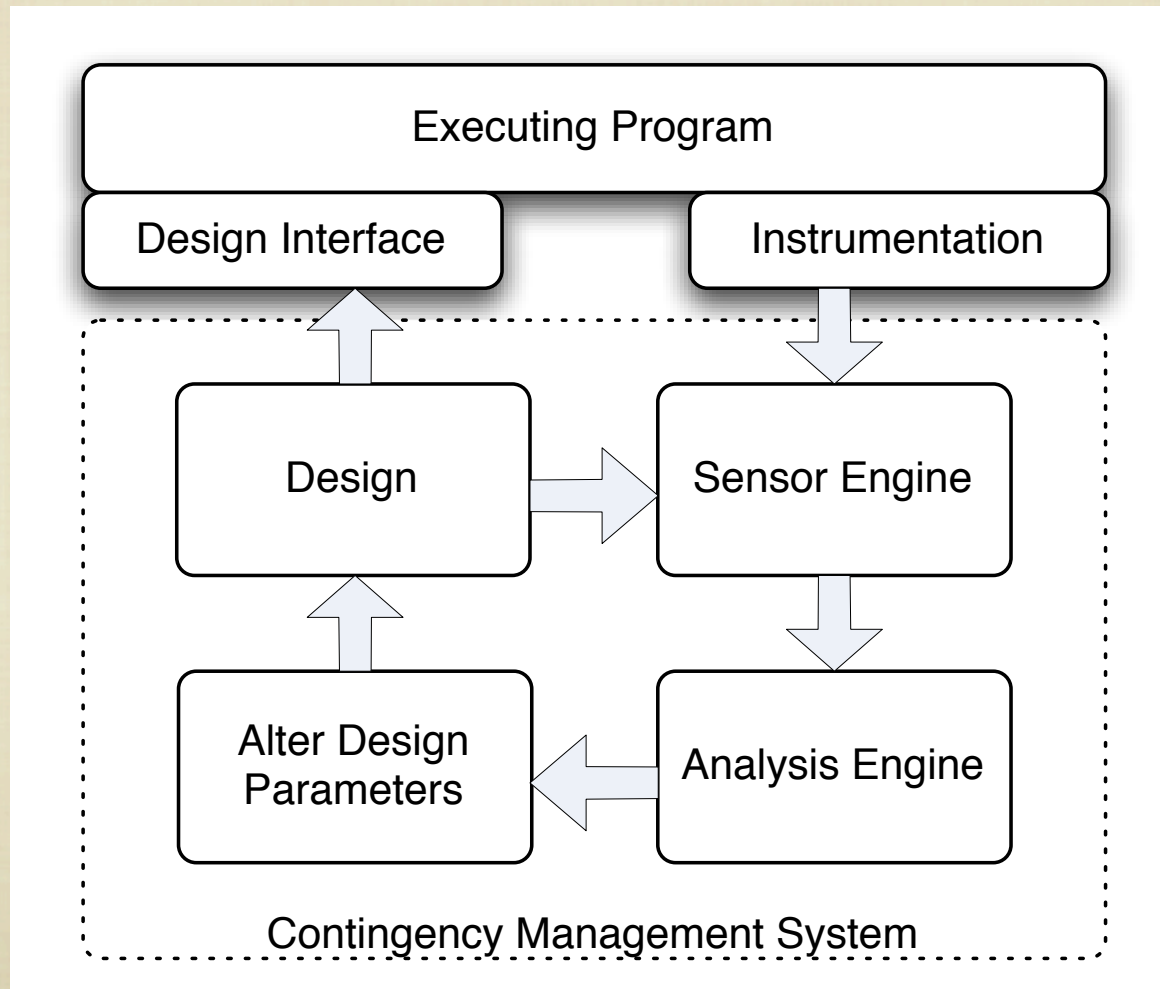 Executing Program
Design Interface
Instrumentation
Design
Sensor Engine
Alter Design
Parameters
Analysis Engine
Contingency Management System